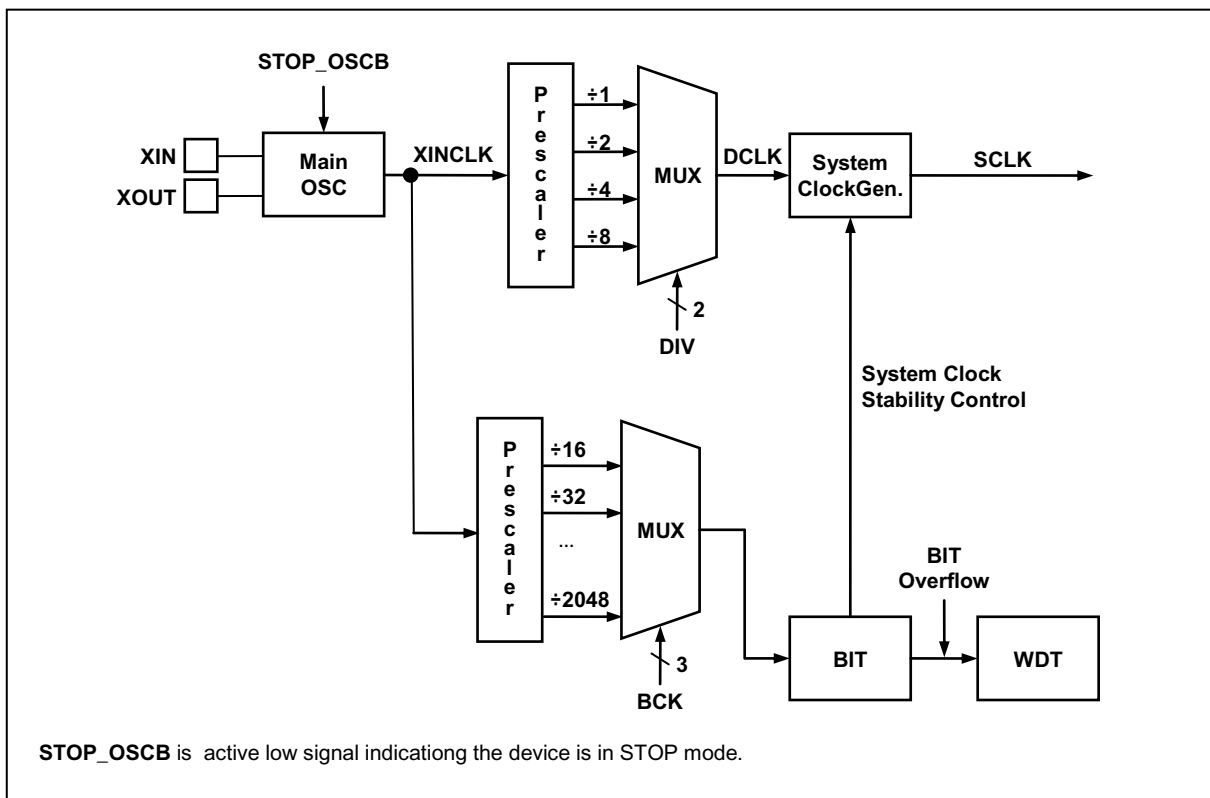 STOP_OSCB
XIN
XOUT
Main
OSC
XINCLK
Prescaler
÷1
÷2
÷4
÷8
MUX
2
DIV
DCLK
System
ClockGen.
SCLK
System Clock
Stability Control
Prescaler
÷16
÷32
...
÷2048
MUX
3
BCK
BIT
BIT
Overflow
WDT
STOP_OSCB is active low signal indicationg the device is in STOP mode.